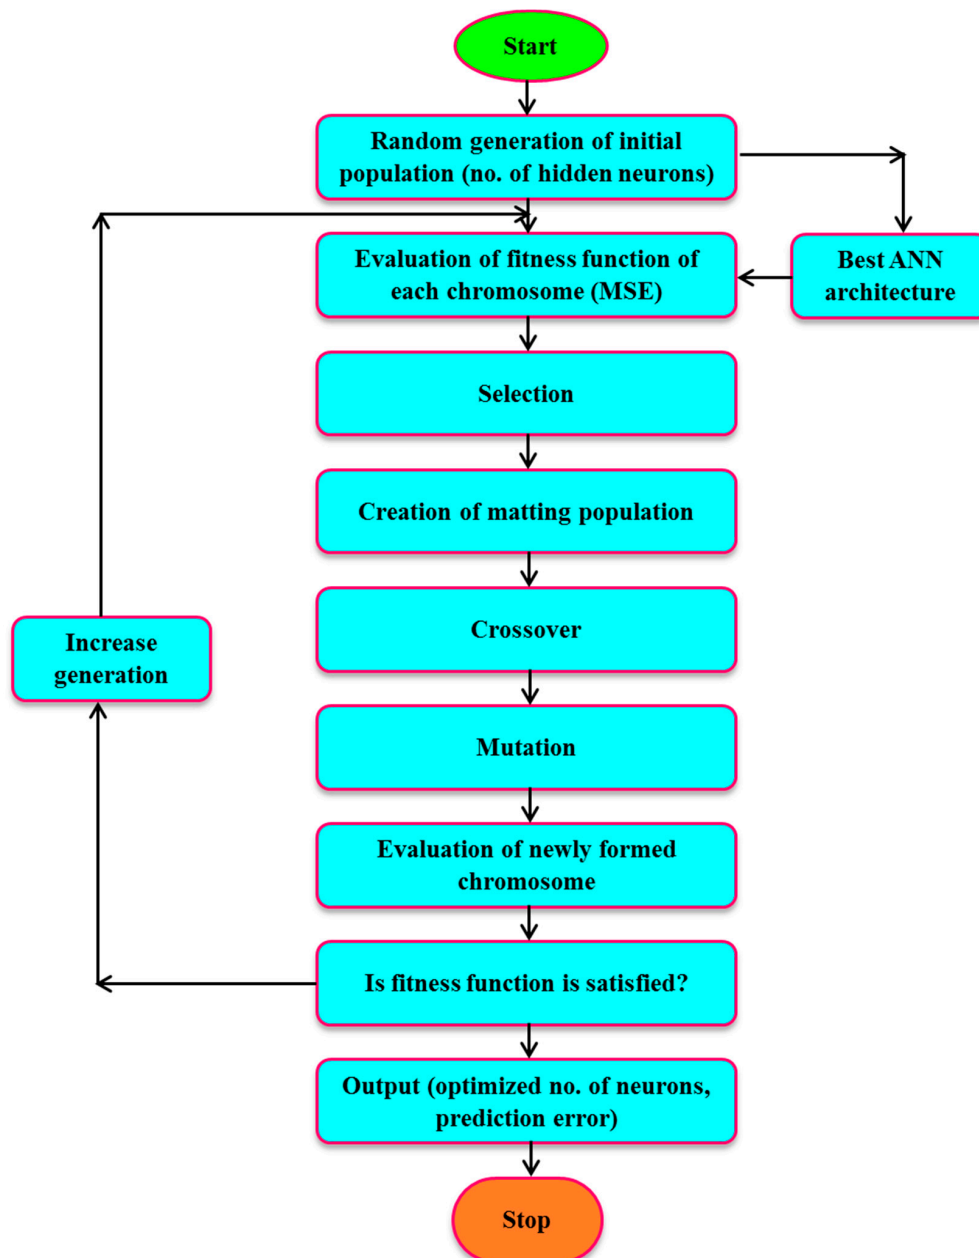 Start
Random generation of initial
population (no. of hidden neurons)
Evaluation of fitness function of
each chromosome (MSE)
Best ANN
architecture
Selection
Creation of matting population
Crossover
Increase
generation
Mutation
Evaluation of newly formed
chromosome
Is fitness function is satisfied?
Output (optimized no. of neurons,
prediction error)
Stop